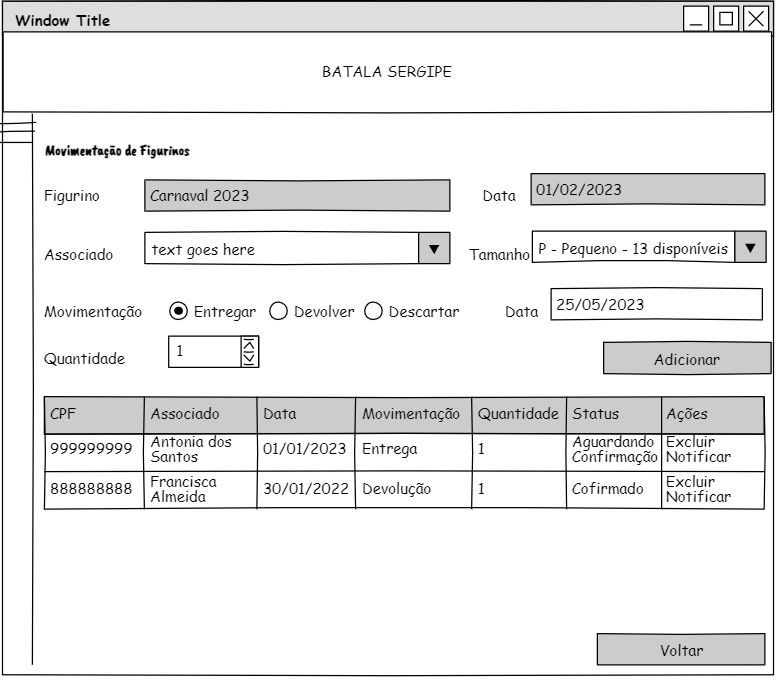 Window Title
BATALA SERGIPE
Movimentação de Figurinos
Figurino Carnaval 2023 Data 01/02/2023
Associado text goes here Tamanho P - Pequeno - 13 disponíveis
Movimentação Entregar Devolver Descartar Data 25/05/2023
Quantidade 1 Adicionar
CPF Associado Data Movimentação Quantidade Status Ações
999999999 Antonia dos Santos 01/01/2023 Entrega 1 Aguardando Confirmação Excluir Notificar
888888888 Francisca Almeida 30/01/2022 Devolução 1 Cofirmado Excluir Notificar
Voltar